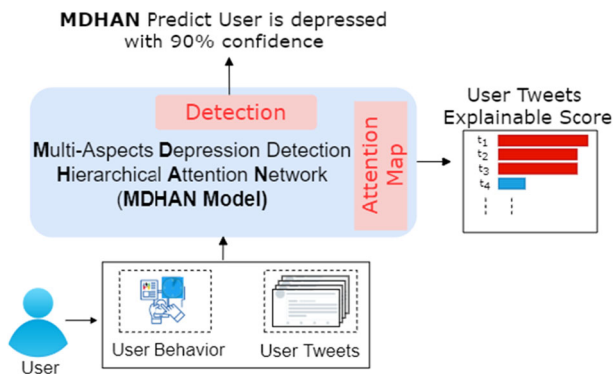 MDHAN Predict User is depressed
with 90% confidence
Detection
Multi-Aspects Depression Detection
Hierarchical Attention Network
(MDHAN Model)
Attention
Map
User Tweets
Explainable Score
t1
t2
t3
t4
User Behavior
User Tweets
User